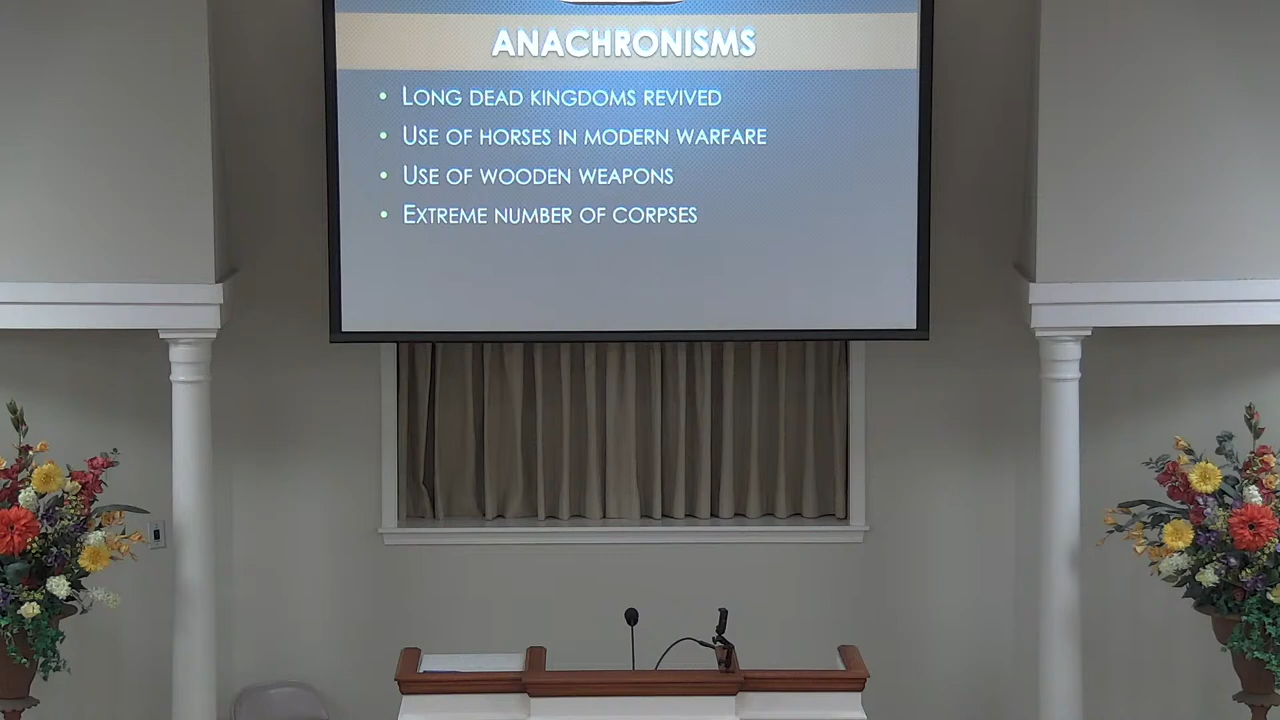 ANACHRONISMS
• LONG DEAD KINGDOMS REVIVED
• USE OF HORSES IN MODERN WARFARE
• USE OF WOODEN WEAPONS
• EXTREME NUMBER OF CORPSES